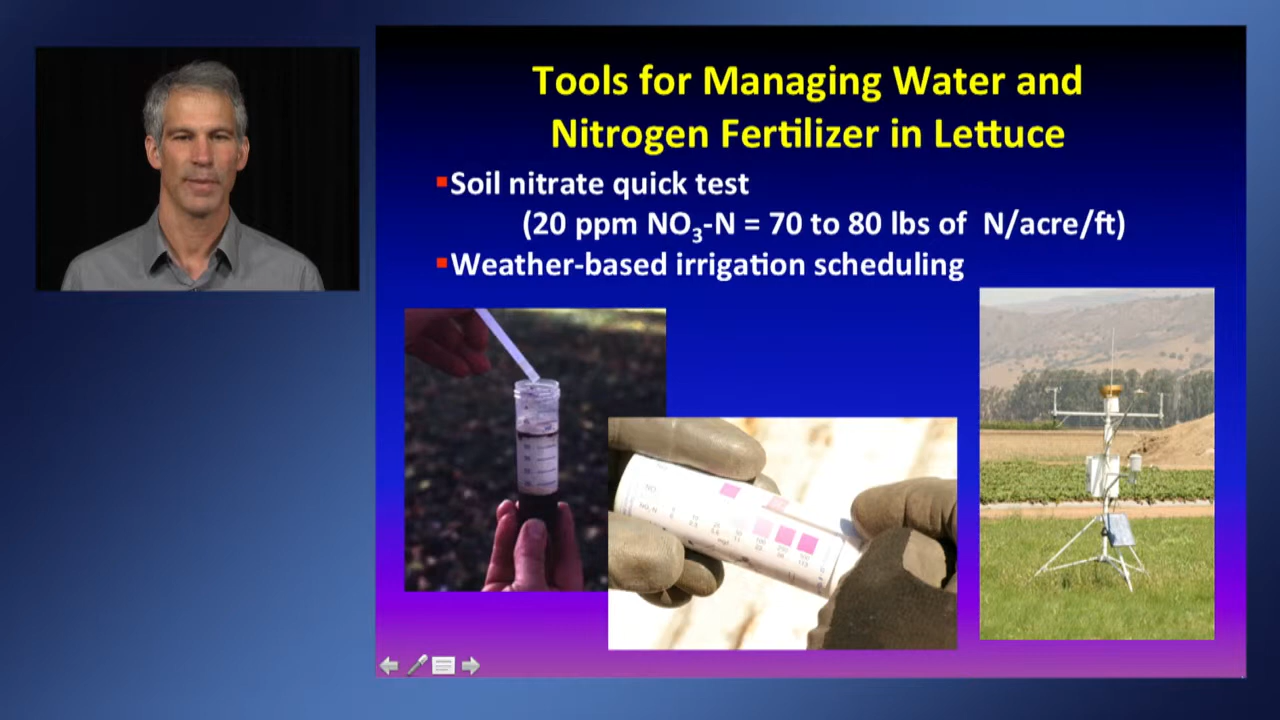 Tools for Managing Water and
Nitrogen Fertilizer in Lettuce
▪Soil nitrate quick test
(20 ppm NO₃-N = 70 to 80 lbs of N/acre/ft)
▪Weather-based irrigation scheduling